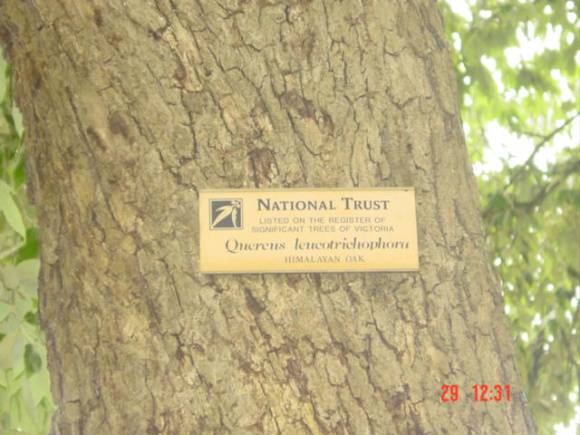 NATIONAL TRUST
LISTED ON THE REGISTER OF
SIGNIFICANT TREES OF VICTORIA
Quercus leucotrichophora
HIMALAYAN OAK
29 12:31